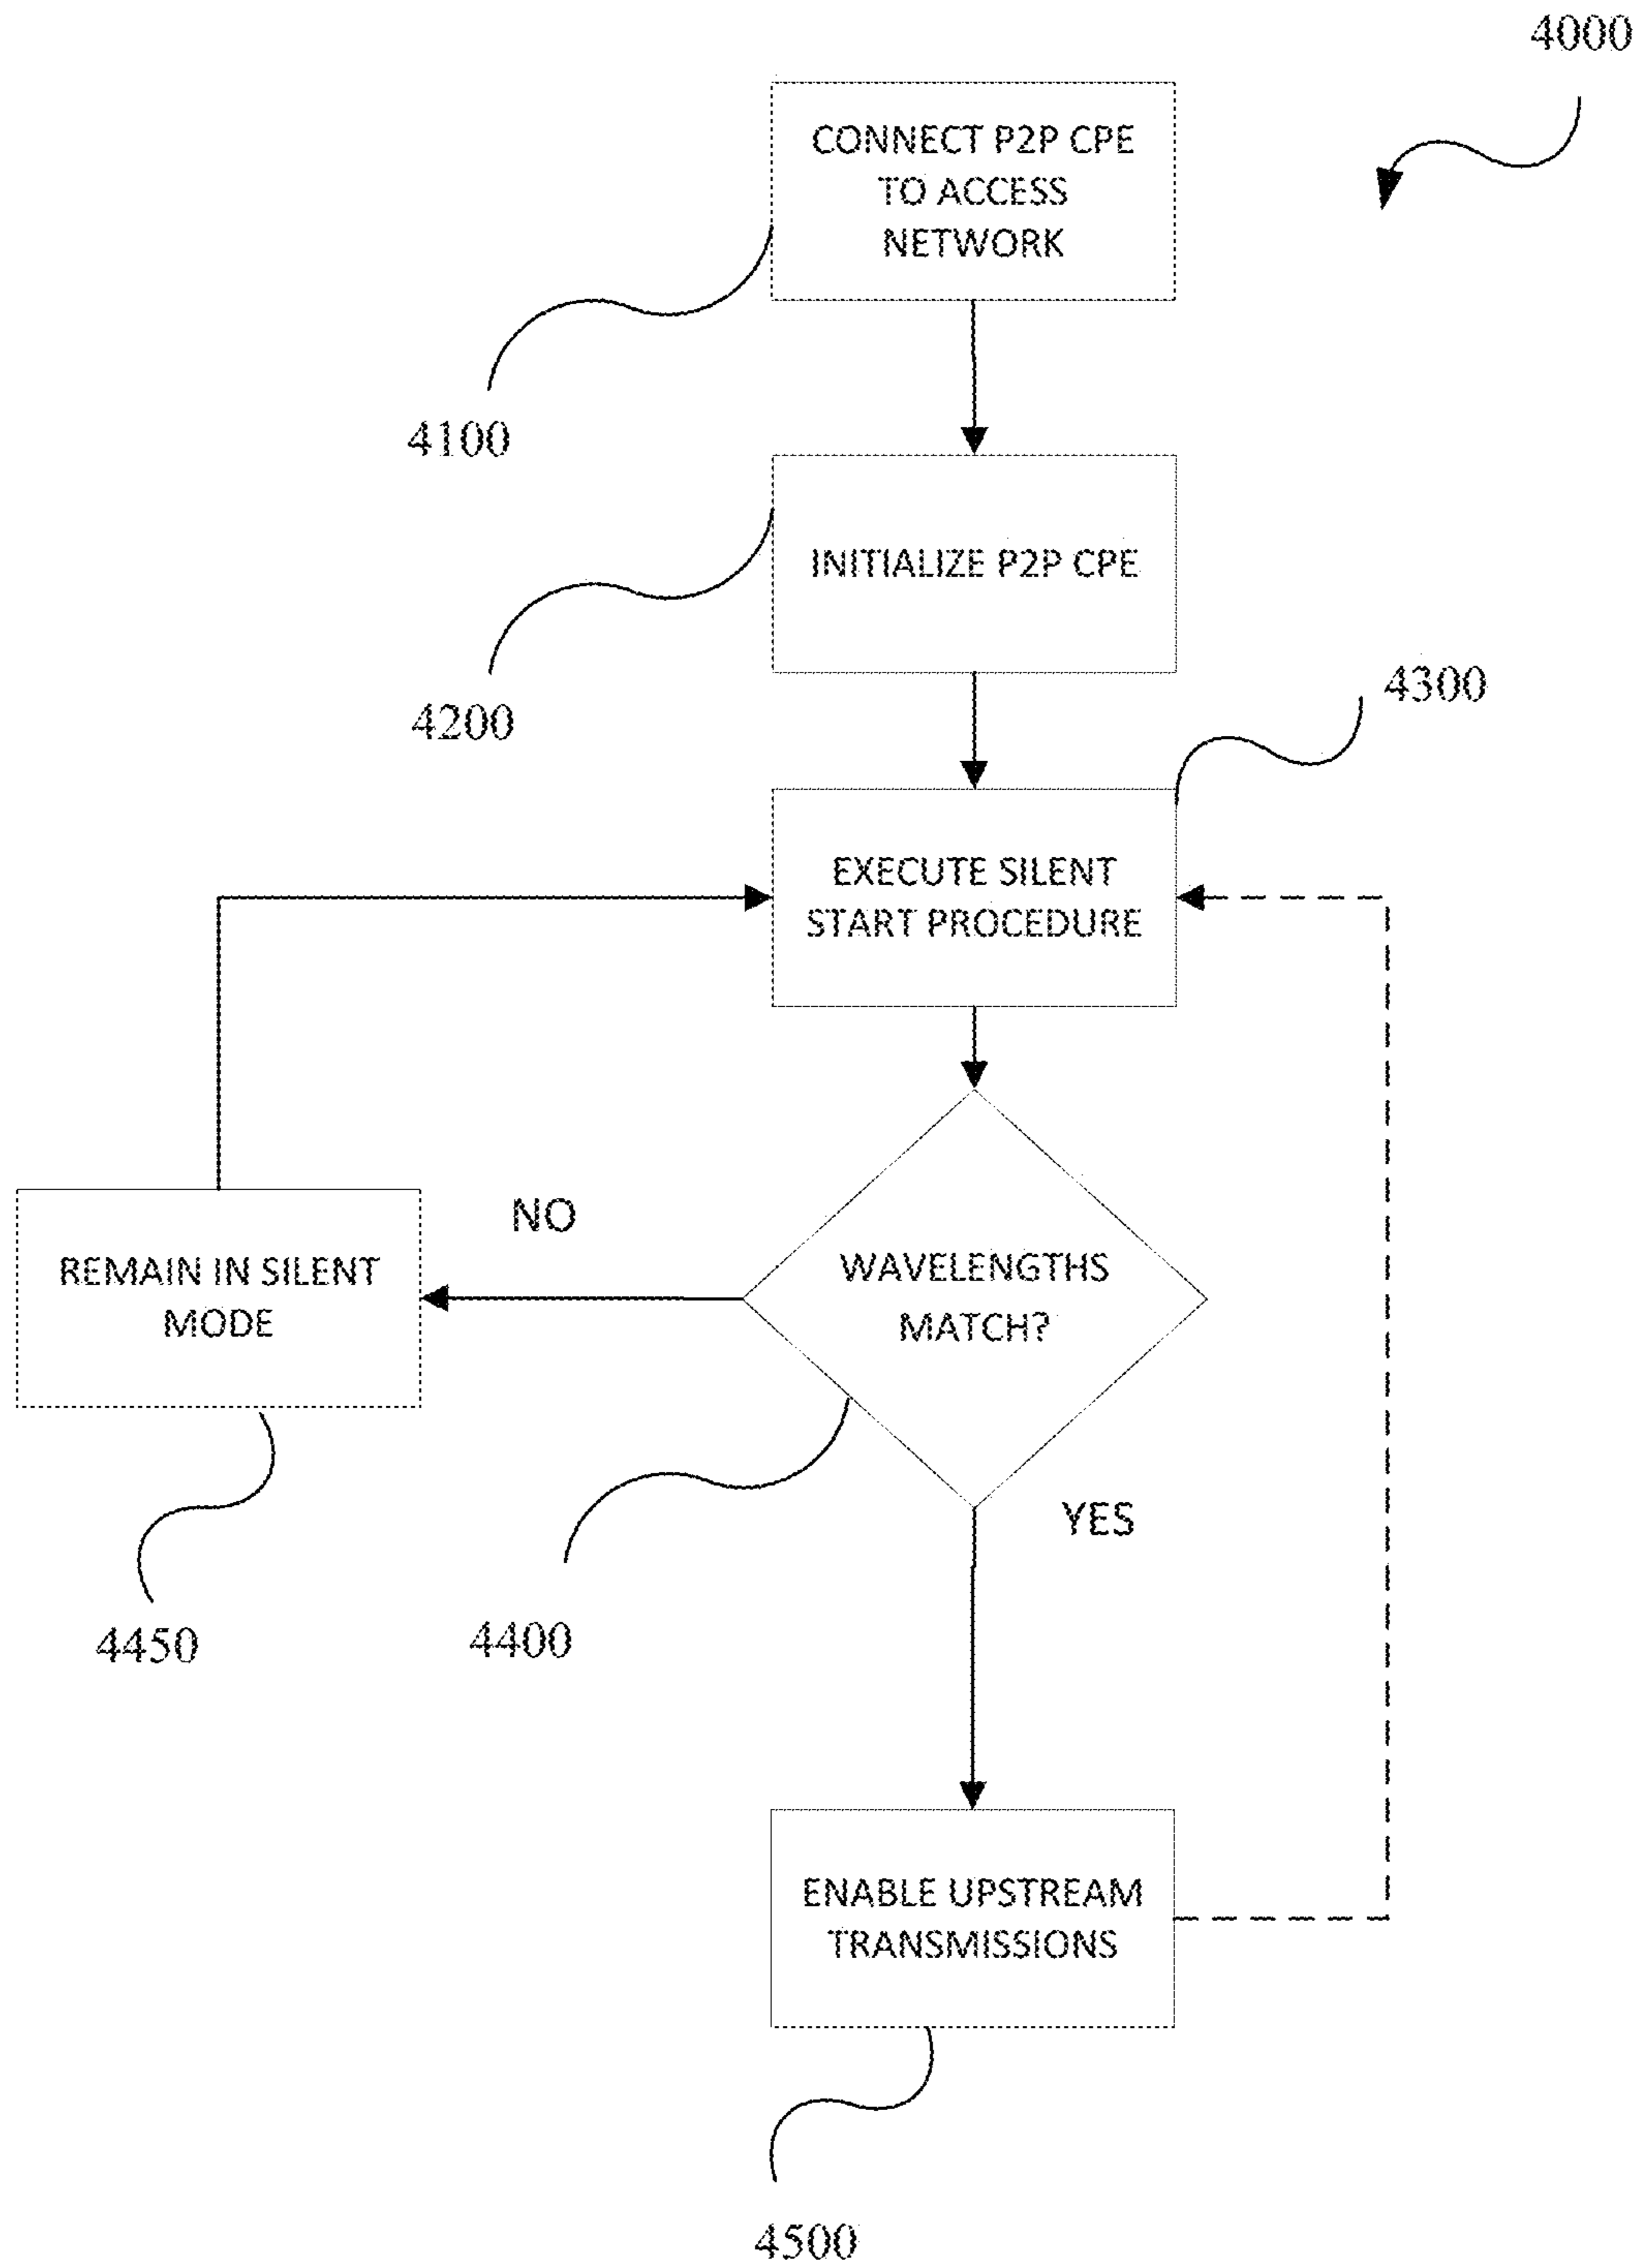 4000
CONNECT P2P CPE
TO ACCESS
NETWORK
4100
INITIALIZE P2P CPE
4200
4300
EXECUTE SILENT
START PROCEDURE
NO
REMAIN IN SILENT
MODE
WAVELENGTHS
MATCH?
YES
4450
4400
ENABLE UPSTREAM
TRANSMISSIONS
4500